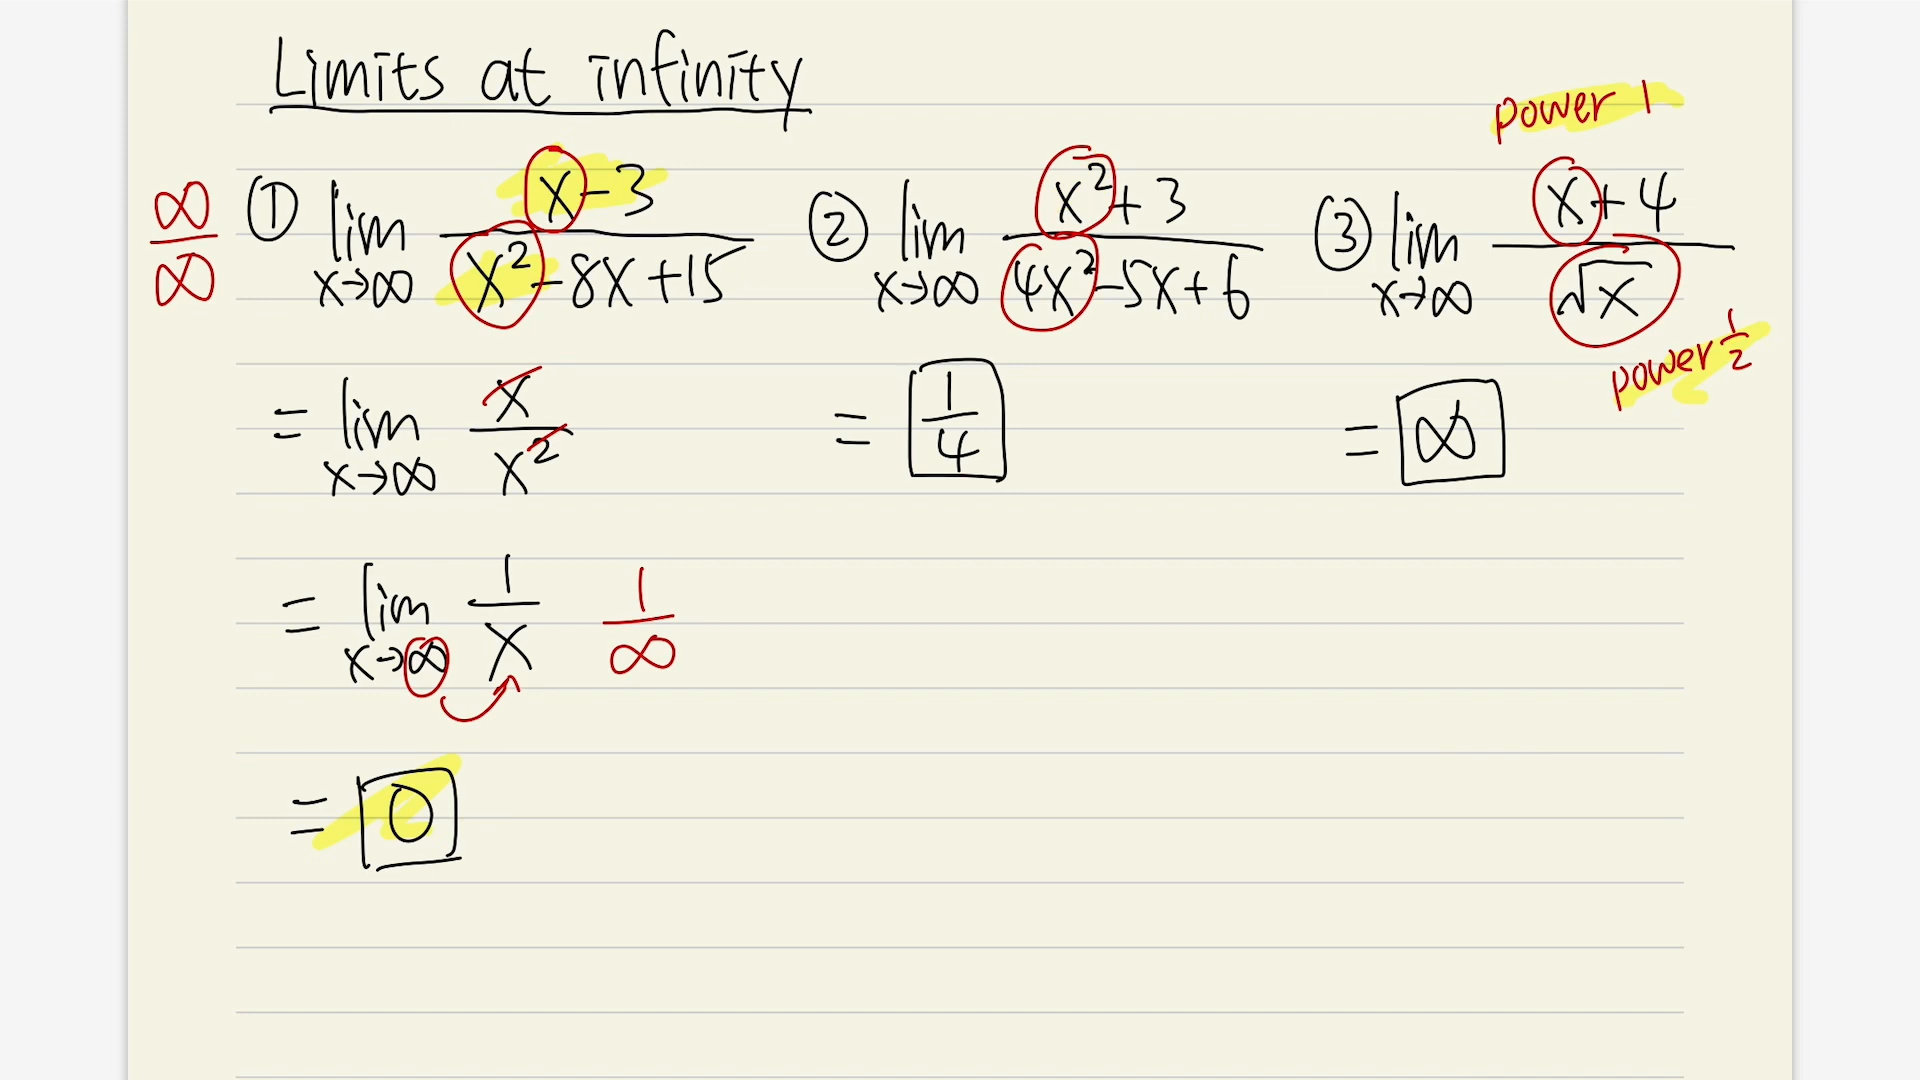 Limits at infinity
power 1
∞/∞ ① lim x→∞ (x-3)/(x²-8x+15)
② lim x→∞ (x²+3)/(4x²-5x+6)
③ lim x→∞ (x+4)/√x
power 1/2
= lim x→∞ x/x²
= 1/4
= ∞
= lim x→∞ 1/x 1/∞
= 0